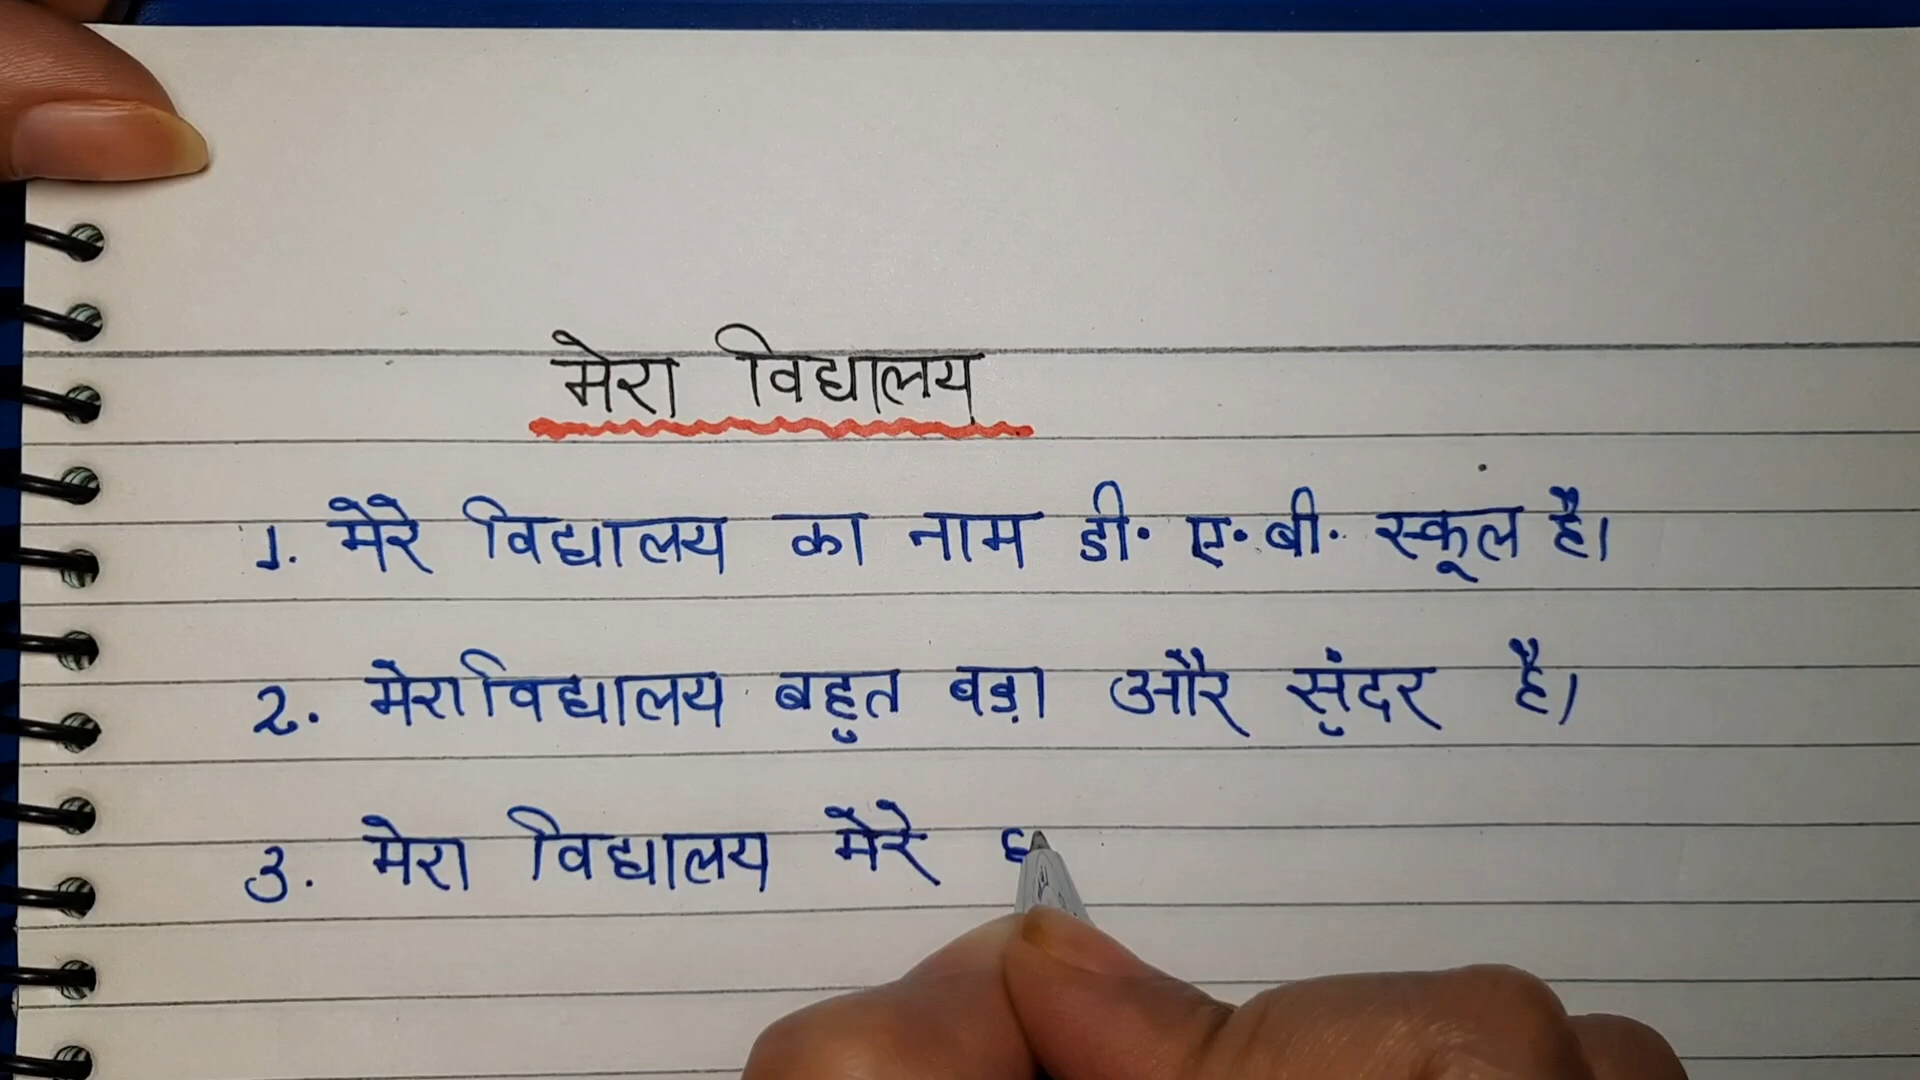 मेरा विद्यालय
1. मेरे विद्यालय का नाम डी. ए. बी. स्कूल है।
2. मेरा विद्यालय बहुत बड़ा और सुंदर है।
3. मेरा विद्यालय मेरे